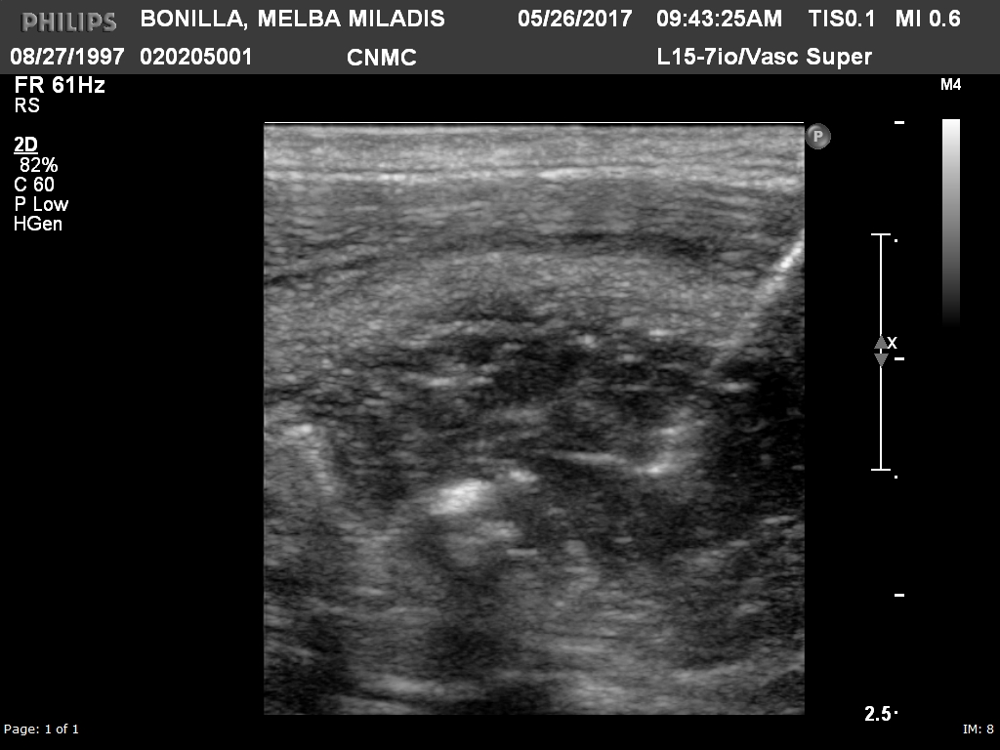 PHILIPS BONILLA, MELBA MILADIS 05/26/2017 09:43:25AM TIS0.1 MI 0.6
08/27/1997 020205001 CNMC L15-7io/Vasc Super
FR 61Hz
RS
M4
2D
82%
C 60
P Low
HGen
P
X
2.5
Page: 1 of 1
IM: 8